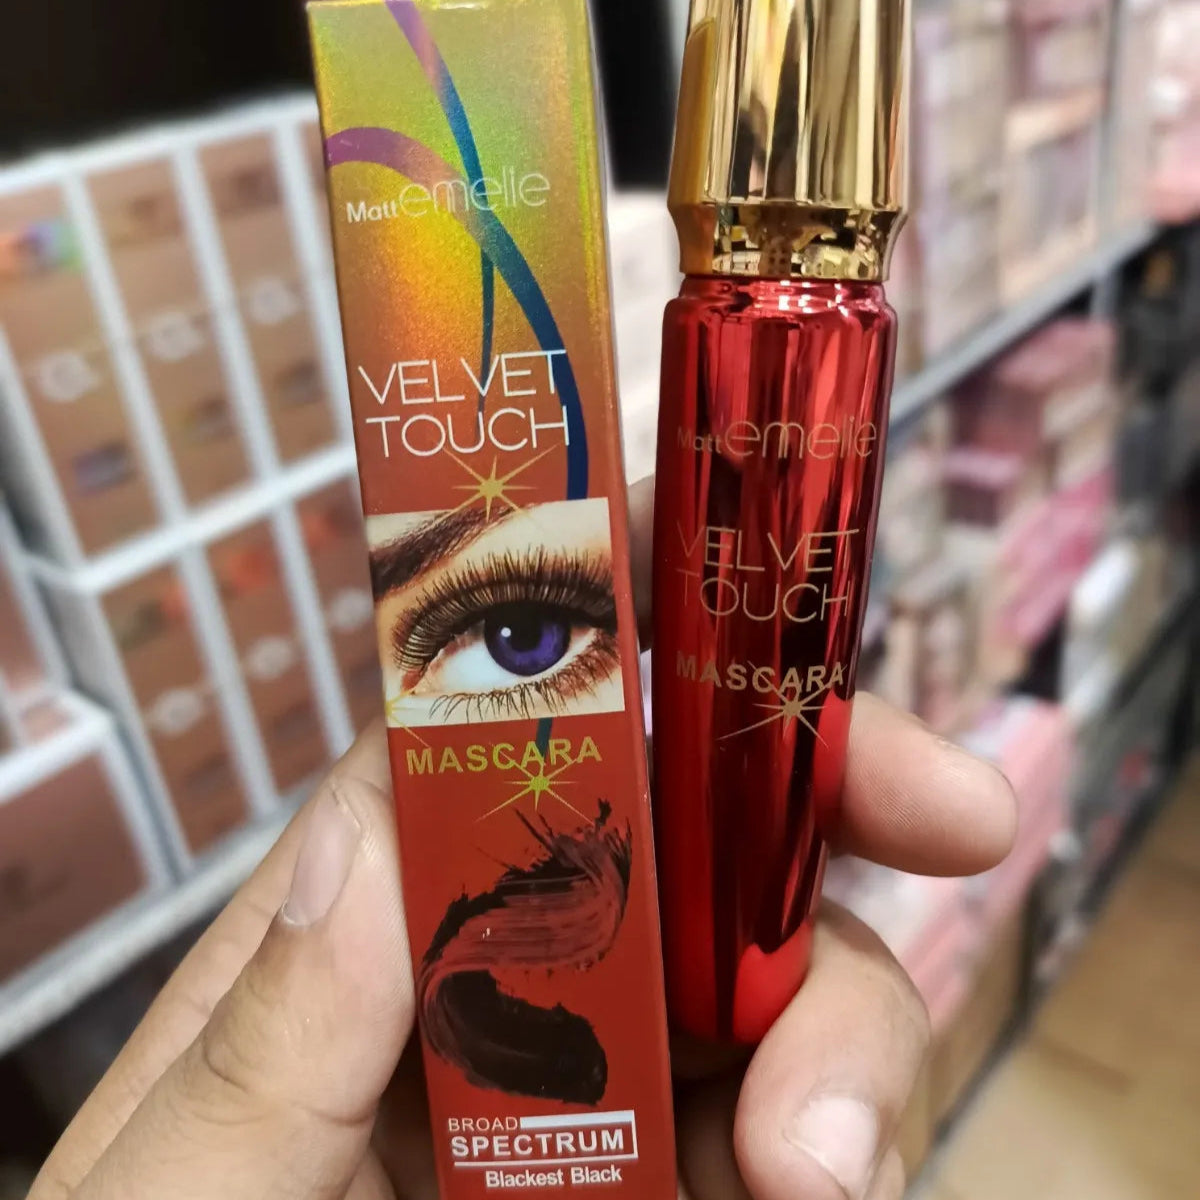 Matt emelie
VELVET
TOUCH
MASCARA
BROAD
SPECTRUM
Blackest Black
Matt emelie
VELVET
TOUCH
MASCARA